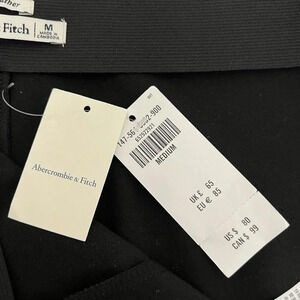 & Fitch
M
MADE IN
CAMBODIA
Abercrombie & Fitch
MEDIUM
UK £ 65
EU € 85
US $ 80
CAN $ 99